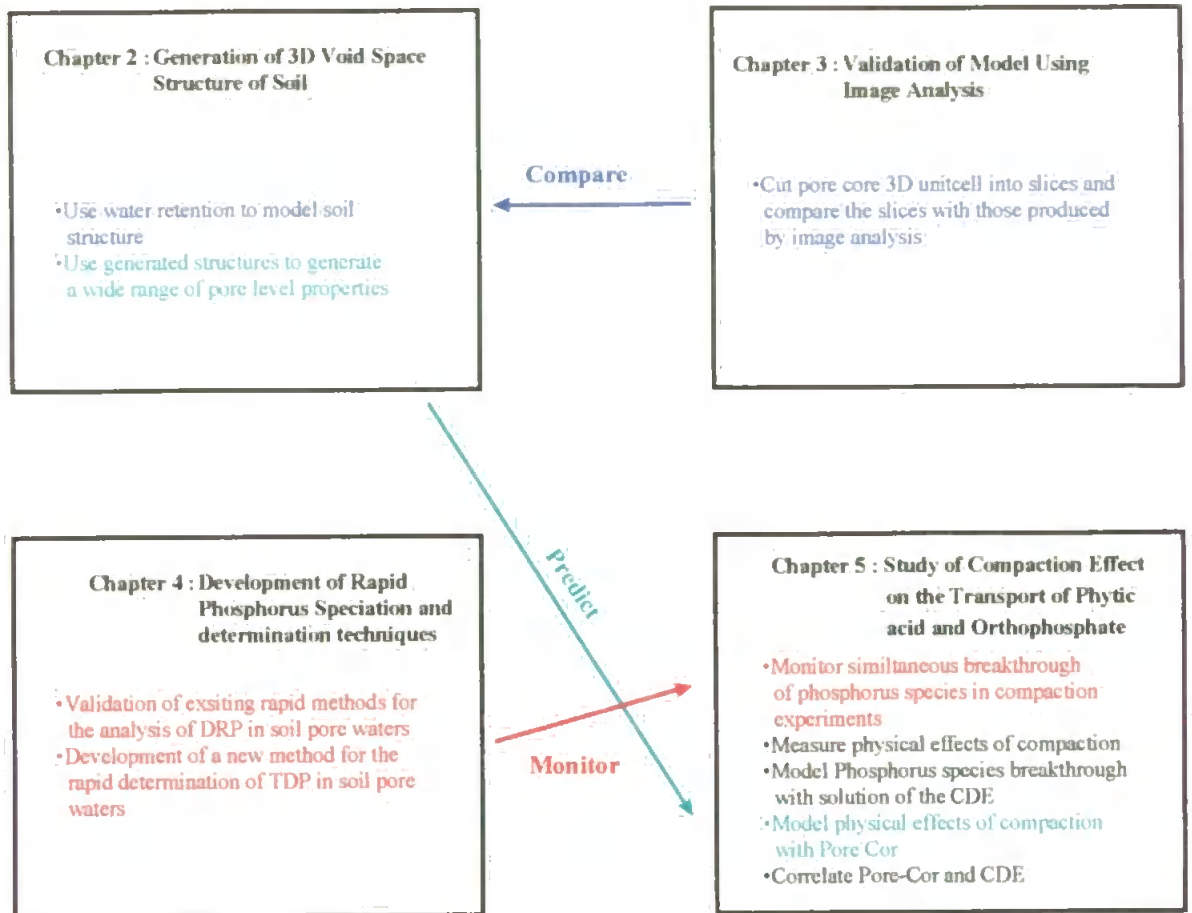 Chapter 2 : Generation of 3D Void Space
Structure of Soil
•Use water retention to model soil
structure
•Use generated structures to generate
a wide range of pore level properties
Compare
Chapter 3 : Validation of Model Using
Image Analysis
•Cut pore core 3D unitcell into slices and
compare the slices with those produced
by image analysis
Predict
Chapter 4 : Development of Rapid
Phosphorus Speciation and
determination techniques
•Validation of exsiting rapid methods for
the analysis of DRP in soil pore waters
•Development of a new method for the
rapid determination of TDP in soil pore
waters
Monitor
Chapter 5 : Study of Compaction Effect
on the Transport of Phytic
acid and Orthophosphate
•Monitor similtaneous breakthrough
of phosphorus species in compaction
experiments
•Measure physical effects of compaction
•Model Phosphorus species breakthrough
with solution of the CDE
•Model physical effects of compaction
with Pore Cor
•Correlate Pore-Cor and CDE